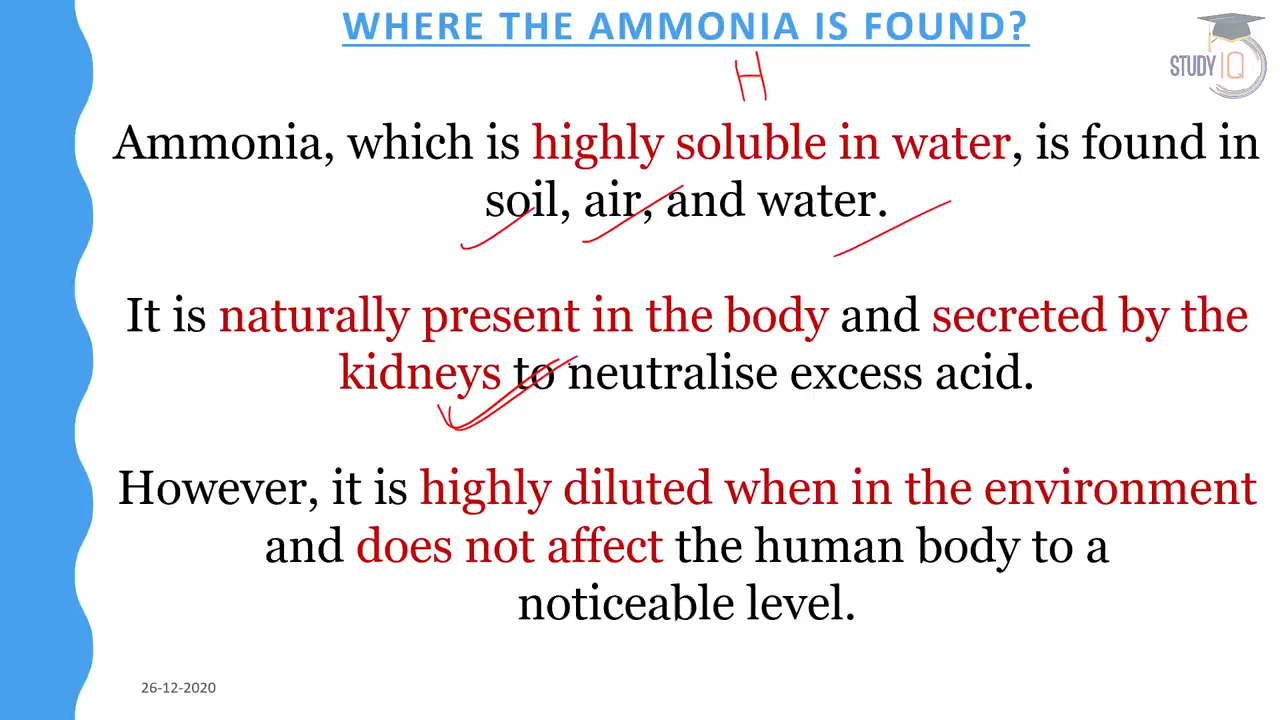 WHERE THE AMMONIA IS FOUND?
STUDY IQ
H
Ammonia, which is highly soluble in water, is found in
soil, air, and water.
It is naturally present in the body and secreted by the
kidneys to neutralise excess acid.
However, it is highly diluted when in the environment
and does not affect the human body to a
noticeable level.
26-12-2020